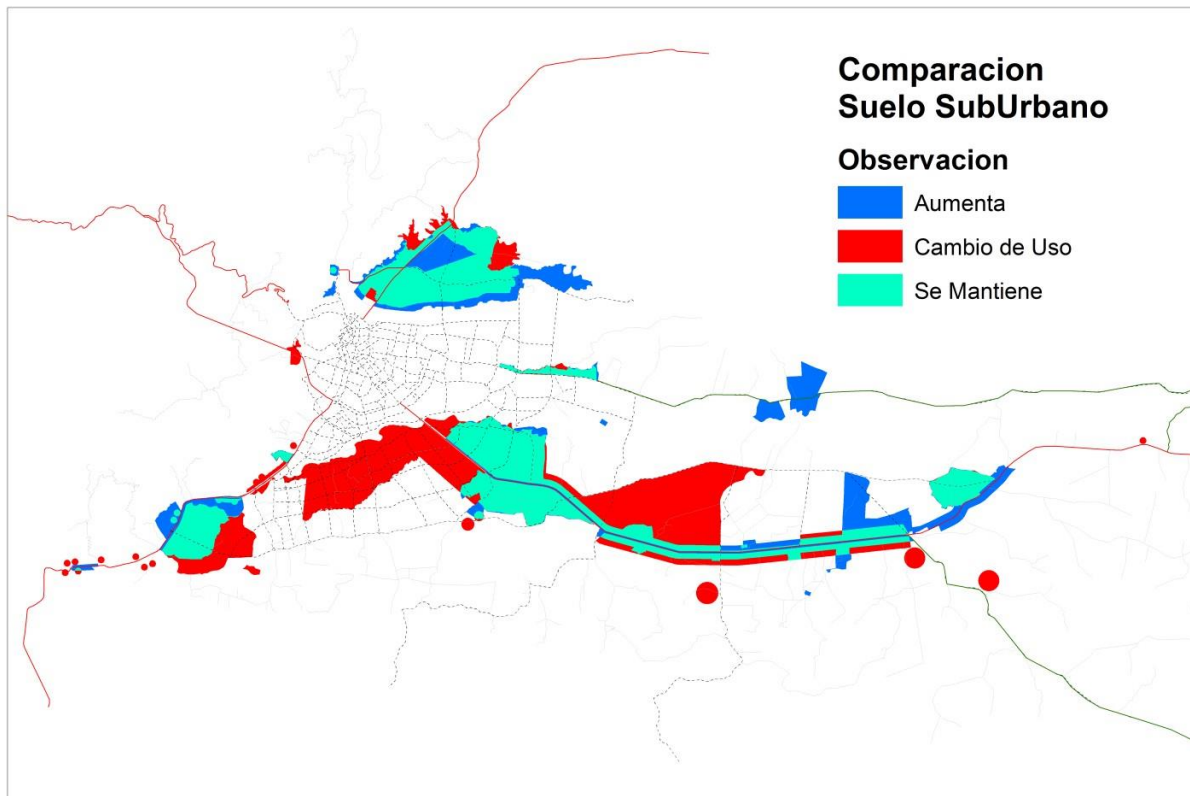 Comparacion
Suelo SubUrbano
Observacion
Aumenta
Cambio de Uso
Se Mantiene